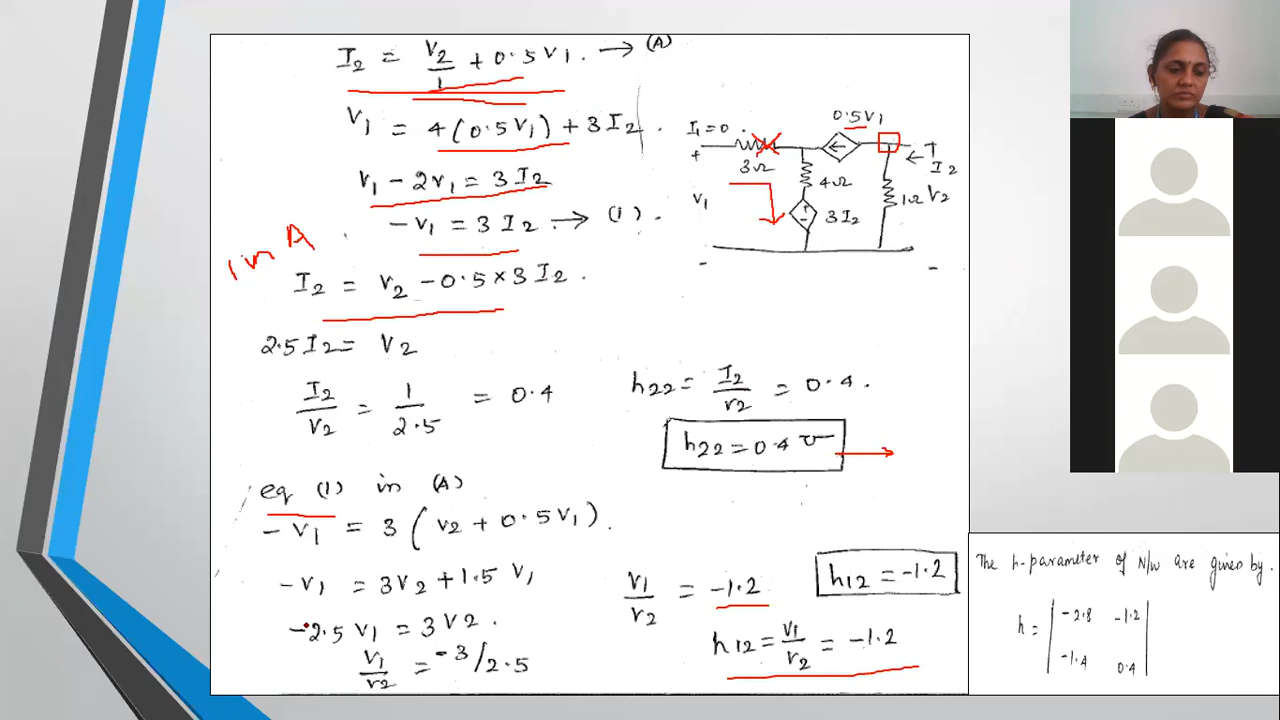 I₂ = V₂/1 + 0.5V₁. → (A)
V₁ = 4(0.5V₁) + 3I₂.
V₁ - 2V₁ = 3I₂
-V₁ = 3I₂ → (1).
in A
I₂ = V₂ - 0.5×3I₂.
2.5I₂ = V₂
I₂/V₂ = 1/2.5 = 0.4
eq (1) in (A)
-V₁ = 3(V₂ + 0.5V₁).
-V₁ = 3V₂ + 1.5V₁
-2.5V₁ = 3V₂.
V₁/V₂ = -3/2.5
0.5V₁
I₁=0.
+
I₂
3Ω
4Ω
V₁
1Ω V₂
+
-
3I₂
-
-
h₂₂ = I₂/V₂ = 0.4.
h₂₂ = 0.4 ℧
V₁/V₂ = -1.2
h₁₂ = -1.2
h₁₂ = V₁/V₂ = -1.2
The h-parameter of N/w are given by.
h = | -2.8 -1.2 |
| -1.4 0.4 |